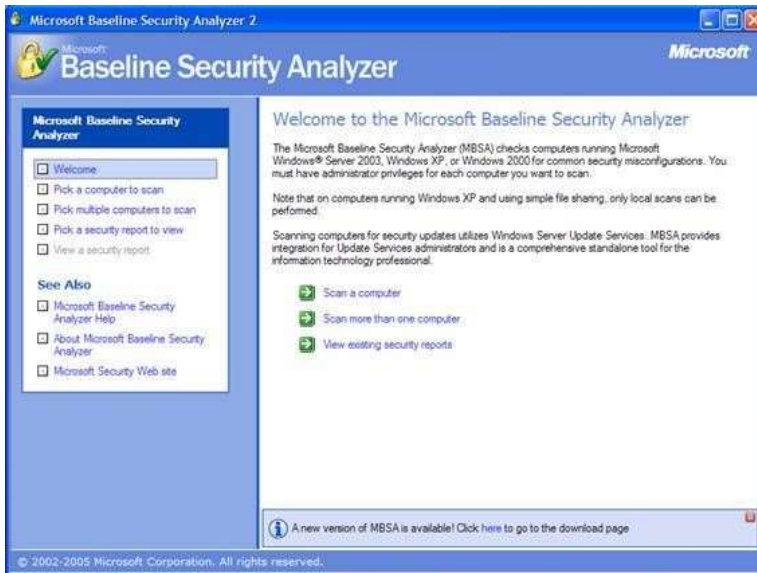 Microsoft Baseline Security Analyzer 2
Microsoft
Baseline Security Analyzer
Microsoft
Microsoft Baseline Security
Analyzer
Welcome
Pick a computer to scan
Pick multiple computers to scan
Pick a security report to view
View a security report
See Also
Microsoft Baseline Security
Analyzer Help
About Microsoft Baseline Security
Analyzer
Microsoft Security Web site
Welcome to the Microsoft Baseline Security Analyzer
The Microsoft Baseline Security Analyzer (MBSA) checks computers running Microsoft
Windows® Server 2003, Windows XP, or Windows 2000 for common security misconfigurations. You
must have administrator privileges for each computer you want to scan.
Note that on computers running Windows XP and using simple file sharing, only local scans can be
performed.
Scanning computers for security updates utilizes Windows Server Update Services. MBSA provides
integration for Update Services administrators and is a comprehensive standalone tool for the
information technology professional.
Scan a computer
Scan more than one computer
View existing security reports
A new version of MBSA is available! Click here to go to the download page
© 2002-2005 Microsoft Corporation. All rights reserved.